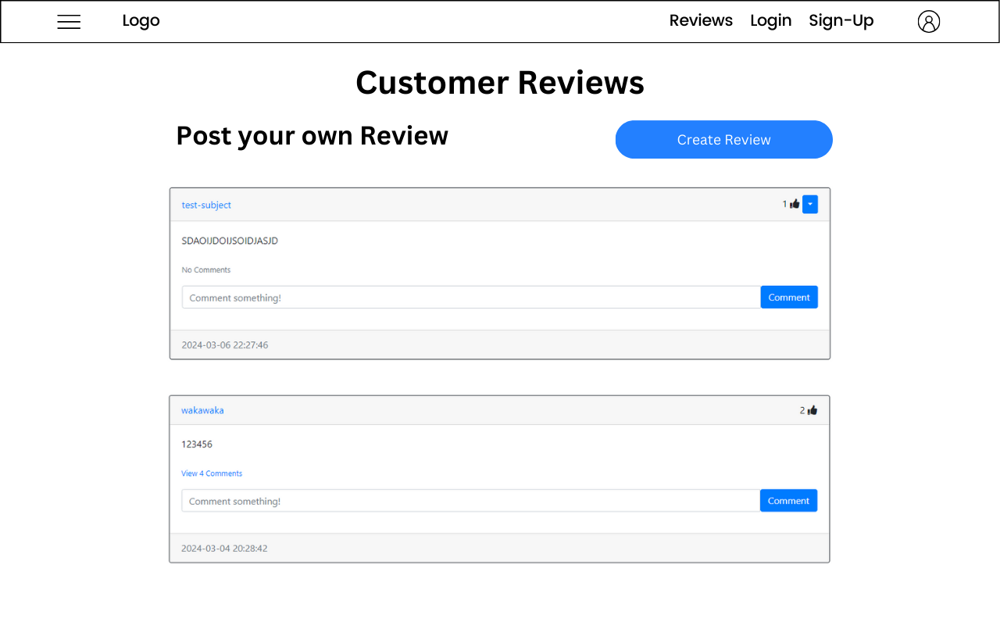 Logo
Reviews Login Sign-Up
Customer Reviews
Post your own Review
Create Review
test-subject
1
SDAOIJDOIJSOIDJASJD
No Comments
Comment something!
Comment
2024-03-06 22:27:46
wakawaka
2
123456
View 4 Comments
Comment something!
Comment
2024-03-04 20:28:42